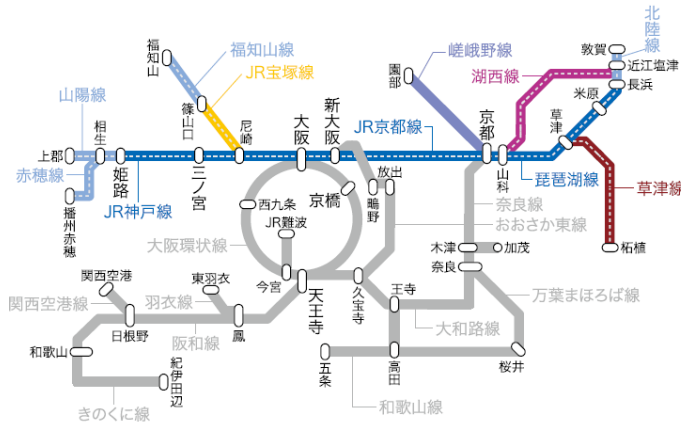 北陸線
敦賀
近江塩津
長浜
福知山
福知山線
JR宝塚線
嵯峨野線
湖西線
園部
米原
山陽線
篠山口
尼崎
大阪
新大阪
JR京都線
京都
草津
相生
上郡
姫路
三ノ宮
山科
琵琶湖線
赤穂線
播州赤穂
JR神戸線
京橋
放出
鴫野
草津線
奈良線
西九条
JR難波
おおさか東線
大阪環状線
木津
加茂
柘植
奈良
関西空港
東羽衣
今宮
天王寺
久宝寺
王寺
万葉まほろば線
関西空港線
羽衣線
日根野
鳳
大和路線
阪和線
和歌山
紀伊田辺
五条
高田
桜井
きのくに線
和歌山線